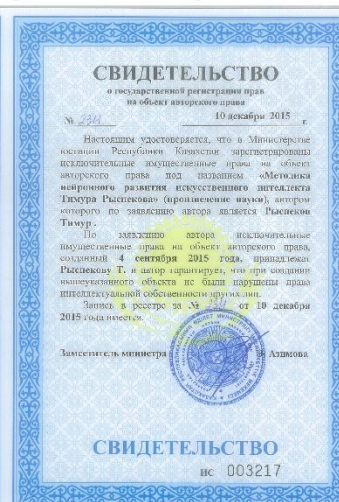 СВИДЕТЕЛЬСТВО
о государственной регистрации прав
на объект авторского права
№ 10 декабря 2015 г.
Настоящим удостоверяется, что в Министерстве
юстиции Республики Казахстан зарегистрированы
исключительные имущественные права на объект
авторского права под названием «Методика
нейронного развития искусственного интеллекта
Тимура Рыспекова» (произведение науки), автором
которого по заявлению автора является Рыспеков
Тимур.
По заявлению автора исключительные
имущественные права на объект авторского права,
созданный 4 сентября 2015 года, принадлежат
Рыспекову Т. и автор гарантирует, что при создании
вышеуказанного объекта не были нарушены права
интеллектуальной собственности других лиц.
Запись в реестре за № от 10 декабря
2015 года имеется.
Заместитель министра Э Азимова
СВИДЕТЕЛЬСТВО
ИС 003217